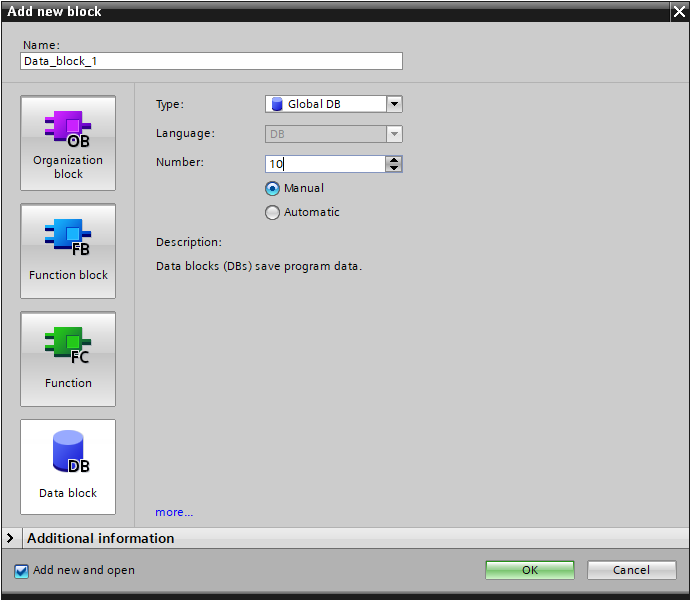 Add new block
Name:
Data_block_1
OB
Organization
block
FB
Function block
FC
Function
DB
Data block
Type:
Global DB
Language:
DB
Number:
10
Manual
Automatic
Description:
Data blocks (DBs) save program data.
more...
Additional information
Add new and open
OK
Cancel